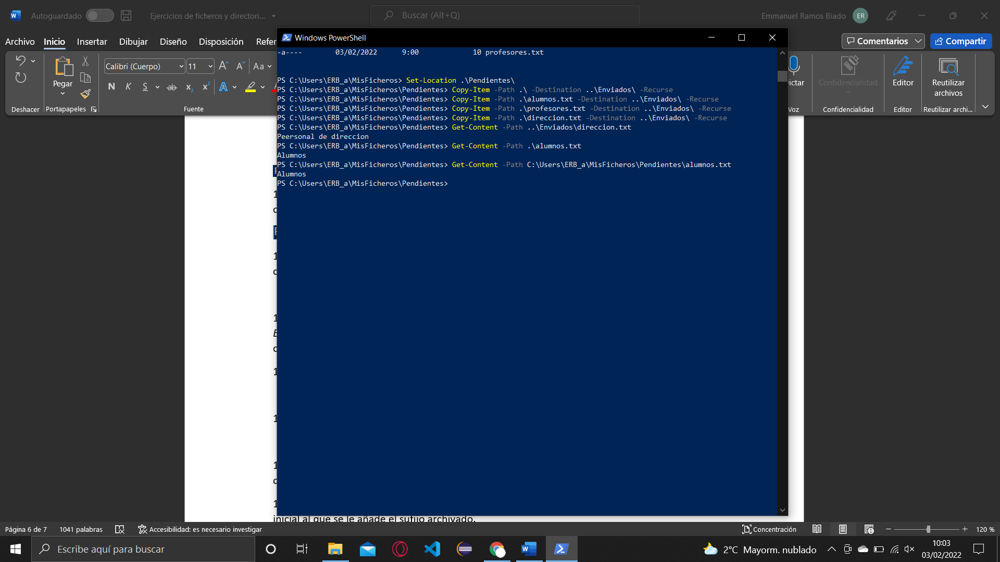 Autoguardado
Ejercicios de ficheros y directori...
Buscar (Alt+Q)
Emmanuel Ramos Biado
ER
Archivo
Inicio
Insertar
Dibujar
Diseño
Disposición
Refer
Comentarios
Compartir
Pegar
Calibri (Cuerpo)
11
Aa
N
K
S
ab
Deshacer
Portapapeles
Fuente
ictar
Confidencialidad
Editor
Reutilizar
archivos
Voz
Confidencialidad
Editor
Reutilizar archi...
Windows PowerShell
-a---- 03/02/2022 9:00 10 profesores.txt
PS C:\Users\ERB_a\MisFicheros> Set-Location .\Pendientes\
PS C:\Users\ERB_a\MisFicheros\Pendientes> Copy-Item -Path .\ -Destination ..\Enviados\ -Recurse
PS C:\Users\ERB_a\MisFicheros\Pendientes> Copy-Item -Path .\alumnos.txt -Destination ..\Enviados\ -Recurse
PS C:\Users\ERB_a\MisFicheros\Pendientes> Copy-Item -Path .\profesores.txt -Destination ..\Enviados\ -Recurse
PS C:\Users\ERB_a\MisFicheros\Pendientes> Copy-Item -Path .\direccion.txt -Destination ..\Enviados\ -Recurse
PS C:\Users\ERB_a\MisFicheros\Pendientes> Get-Content -Path ..\Enviados\direccion.txt
Peersonal de direccion
PS C:\Users\ERB_a\MisFicheros\Pendientes> Get-Content -Path .\alumnos.txt
Alumnos
PS C:\Users\ERB_a\MisFicheros\Pendientes> Get-Content -Path C:\Users\ERB_a\MisFicheros\Pendientes\alumnos.txt
Alumnos
PS C:\Users\ERB_a\MisFicheros\Pendientes>
inicial al que se le añade el sufijo archivado.
Página 6 de 7
1041 palabras
Accesibilidad: es necesario investigar
Concentración
120 %
Escribe aquí para buscar
2°C Mayorm. nublado
10:03
03/02/2022